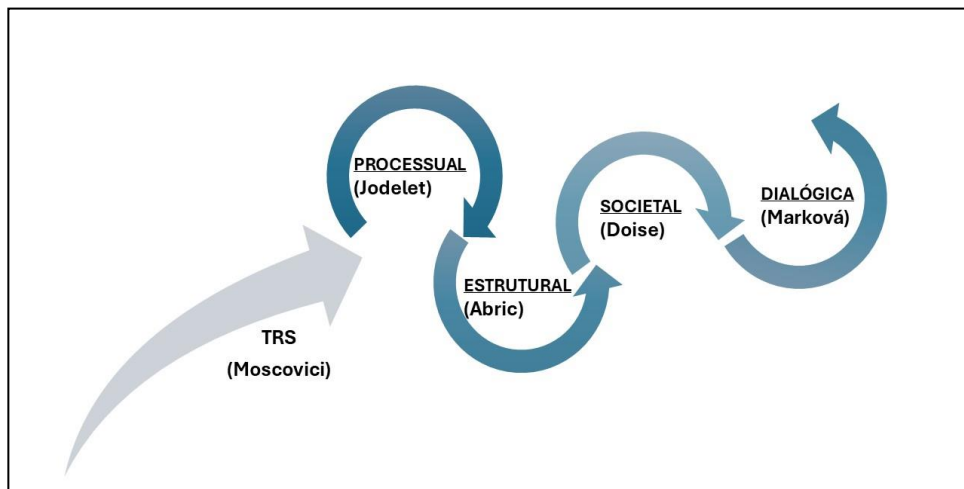 TRS
(Moscovici)
PROCESSUAL
(Jodelet)
ESTRUTURAL
(Abric)
SOCIETAL
(Doise)
DIALÓGICA
(Marková)